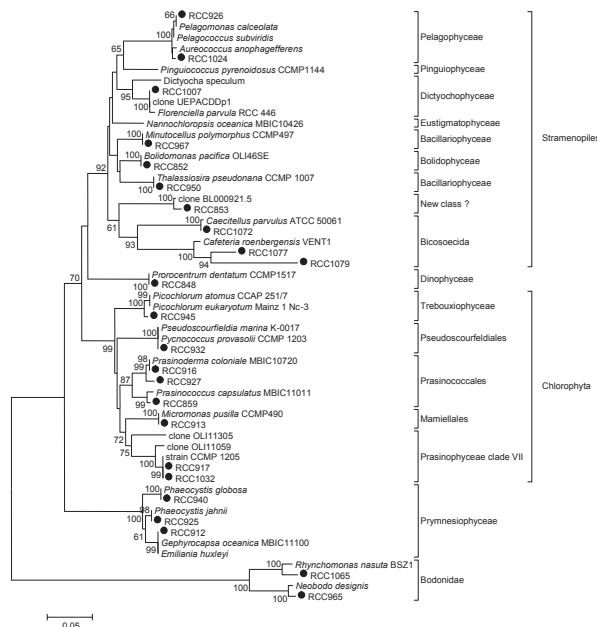 66 RCC926
Pelagomonas calceolata
100 Pelagococcus subviridis
Aureococcus anophagefferens
100 RCC1024
Pelagophyceae
65
Pinguiococcus pyrenoidosus CCMP1144
Pinguiophyceae
Dictyocha speculum
95 RCC1007
clone UEPACDDp1
100 Florenciella parvula RCC 446
Dictyochophyceae
Nannochloropsis oceanica MBIC10426
Eustigmatophyceae
Minutocellus polymorphus CCMP497
100 RCC967
Bacillariophyceae
Bolidomonas pacifica OLI46SE
100 RCC852
Bolidophyceae
92
Thalassiosira pseudonana CCMP 1007
100 RCC950
Bacillariophyceae
Stramenopiles
100 clone BL000921.5
RCC853
New class ?
61
100 Caecitellus parvulus ATCC 50061
RCC1072
93
Cafeteria roenbergensis VENT1
100 RCC1077
94 RCC1079
Bicosoecida
70
Prorocentrum dentatum CCMP1517
100 RCC848
Dinophyceae
99 Picochlorum atomus CCAP 251/7
Picochlorum eukaryotum Mainz 1 Nc-3
100 RCC945
Trebouxiophyceae
99
Pseudoscourfieldia marina K-0017
Pycnococcus provasolii CCMP 1203
100 RCC932
Pseudoscourfieldiales
98 Prasinoderma coloniale MBIC10720
99 RCC916
RCC927
87
Prasinococcus capsulatus MBIC11011
99 RCC859
Prasinococcales
Chlorophyta
100 Micromonas pusilla CCMP490
RCC913
Mamiellales
72
clone OLI11305
75
clone OLI11059
strain CCMP 1205
100 RCC917
99 RCC1032
Prasinophyceae clade VII
100 Phaeocystis globosa
RCC940
98 Phaeocystis jahnii
100 RCC925
RCC912
61 Gephyrocapsa oceanica MBIC11100
99 Emiliania huxleyi
Prymnesiophyceae
100 Rhynchomonas nasuta BSZ1
RCC1065
100 Neobodo designis
100 RCC965
Bodonidae
0.05